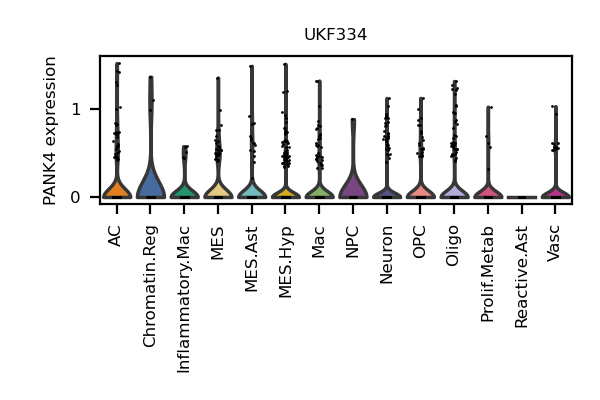 UKF334
PANK4 expression
1
0
AC
Chromatin.Reg
Inflammatory.Mac
MES
MES.Ast
MES.Hyp
Mac
NPC
Neuron
OPC
Oligo
Prolif.Metab
Reactive.Ast
Vasc